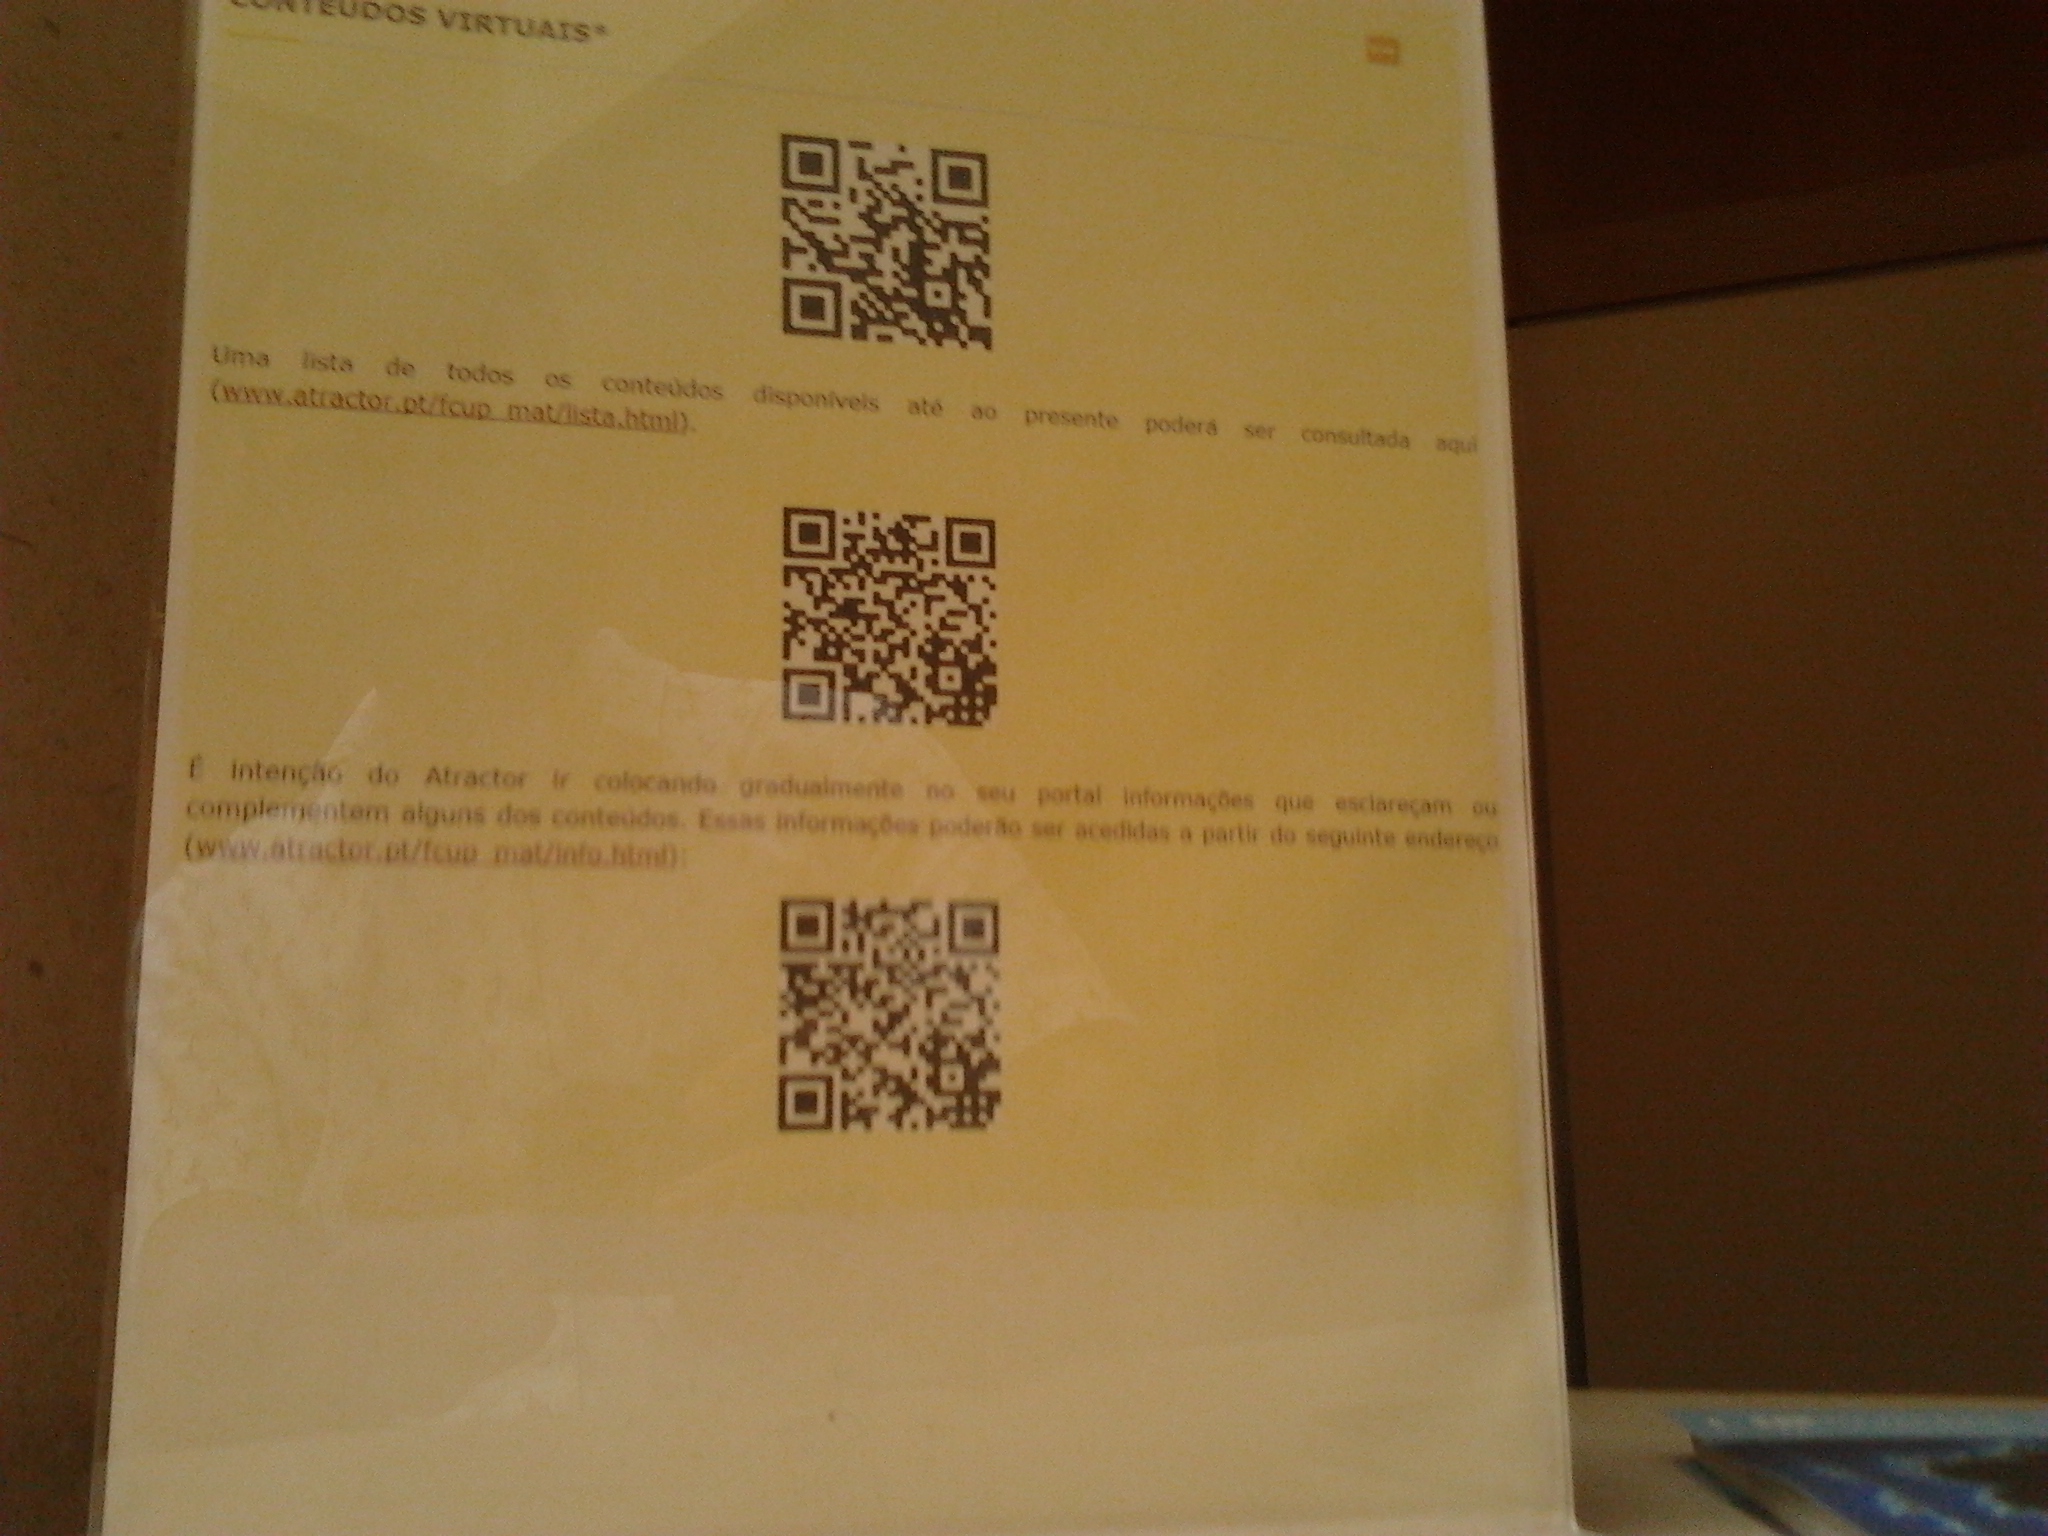 CONTEÚDOS VIRTUAIS*
Uma lista de todos os conteúdos disponíveis até ao presente poderá ser consultada aqui
(www.atractor.pt/fcup_mat/lista.html).
É intenção do Atractor ir colocando gradualmente no seu portal informações que esclareçam ou
complementem alguns dos conteúdos. Essas informações poderão ser acedidas a partir do seguinte endereço
(www.atractor.pt/fcup_mat/info.html):